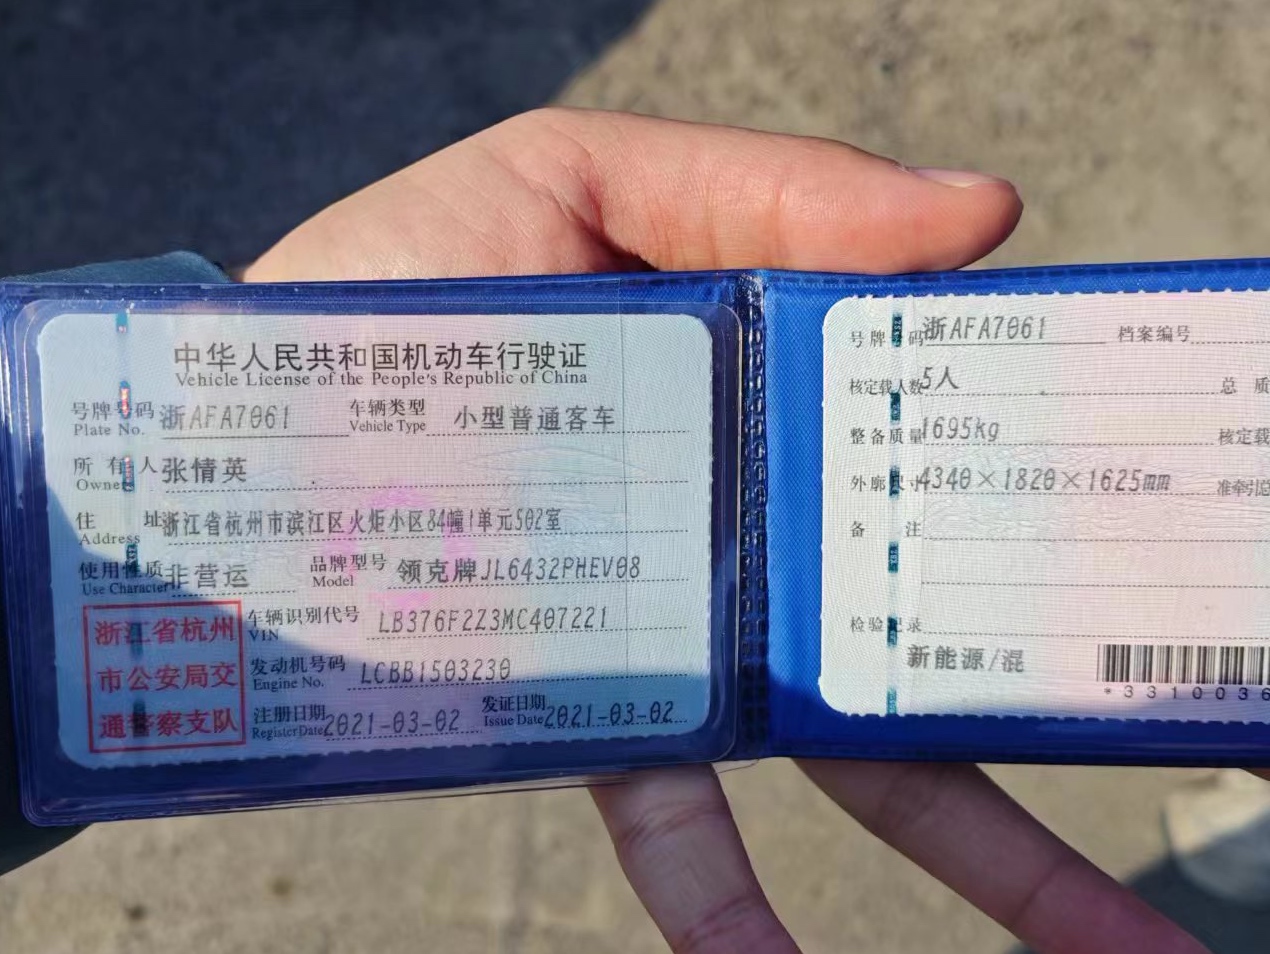 中华人民共和国机动车行驶证
Vehicle License of the People's Republic of China
号牌号码 浙AFA7061 车辆类型 小型普通客车
Plate No. Vehicle Type
所有人 张情英
Owner
住址 浙江省杭州市滨江区火炬小区84幢1单元502室
Address
使用性质 非营运 品牌型号 领克牌JL6432PHEV08
Use Character Model
浙江省杭州
市公安局交
通警察支队
车辆识别代号 LB376F2Z3MC407221
VIN
发动机号码 LCBB1503230
Engine No.
注册日期 2021-03-02 发证日期 2021-03-02
Register Date Issue Date
号牌号码 浙AFA7061 档案编号
核定载人数 5人 总质
整备质量 1695kg 核定载
外廓尺寸 4340×1820×1625mm 准牵引总
备注
检验记录
新能源/混
*3310036